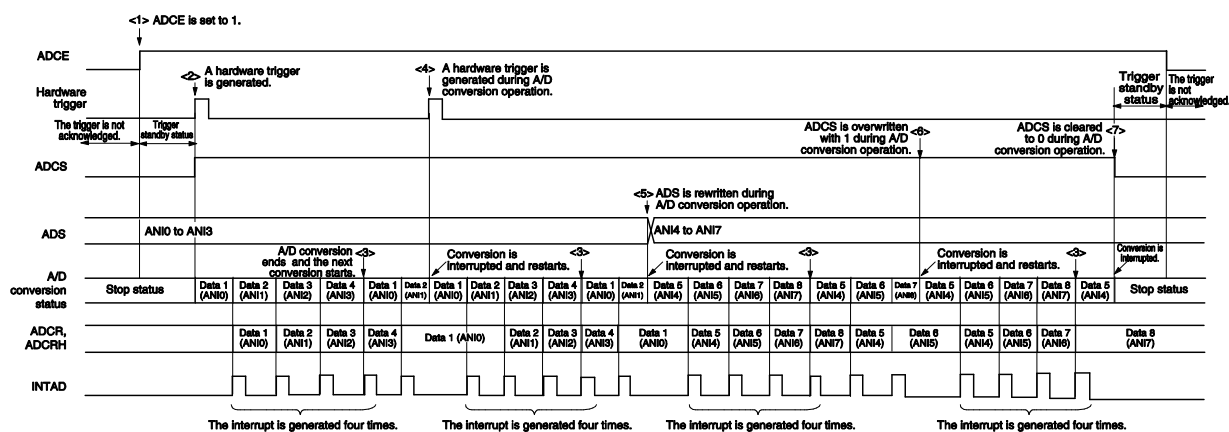 <1> ADCE is set to 1.
ADCE
<2> A hardware trigger
is generated.
<4> A hardware trigger is
generated during A/D
conversion operation.
Trigger
standby
status
The trigger
is not
acknowledged.
Hardware
trigger
The trigger is not
acknowledged.
Trigger
standby status
ADCS is overwritten
with 1 during A/D
conversion operation.
<6>
ADCS is cleared
to 0 during A/D
conversion operation.
<7>
ADCS
<5> ADS is rewritten during
A/D conversion operation.
ADS
ANI0 to ANI3
ANI4 to ANI7
A/D conversion
ends and the next
conversion starts.
<3>
Conversion is
interrupted and restarts.
<3>
Conversion is
interrupted and restarts.
<3>
Conversion is
interrupted and restarts.
<3>
Conversion is
interrupted.
A/D
conversion
status
Stop status
Data 1
(ANI0)
Data 2
(ANI1)
Data 3
(ANI2)
Data 4
(ANI3)
Data 1
(ANI0)
Data 2
(ANI1)
Data 1
(ANI0)
Data 2
(ANI1)
Data 3
(ANI2)
Data 4
(ANI3)
Data 1
(ANI0)
Data 2
(ANI1)
Data 5
(ANI4)
Data 6
(ANI5)
Data 7
(ANI6)
Data 8
(ANI7)
Data 5
(ANI4)
Data 6
(ANI5)
Data 7
(ANI6)
Data 5
(ANI4)
Data 6
(ANI5)
Data 7
(ANI6)
Data 8
(ANI7)
Data 5
(ANI4)
Stop status
ADCR,
ADCRH
Data 1
(ANI0)
Data 2
(ANI1)
Data 3
(ANI2)
Data 4
(ANI3)
Data 1 (ANI0)
Data 2
(ANI1)
Data 3
(ANI2)
Data 4
(ANI3)
Data 1
(ANI0)
Data 5
(ANI4)
Data 6
(ANI5)
Data 7
(ANI6)
Data 8
(ANI7)
Data 5
(ANI4)
Data 6
(ANI5)
Data 5
(ANI4)
Data 6
(ANI5)
Data 7
(ANI6)
Data 8
(ANI7)
INTAD
The interrupt is generated four times.
The interrupt is generated four times.
The interrupt is generated four times.
The interrupt is generated four times.